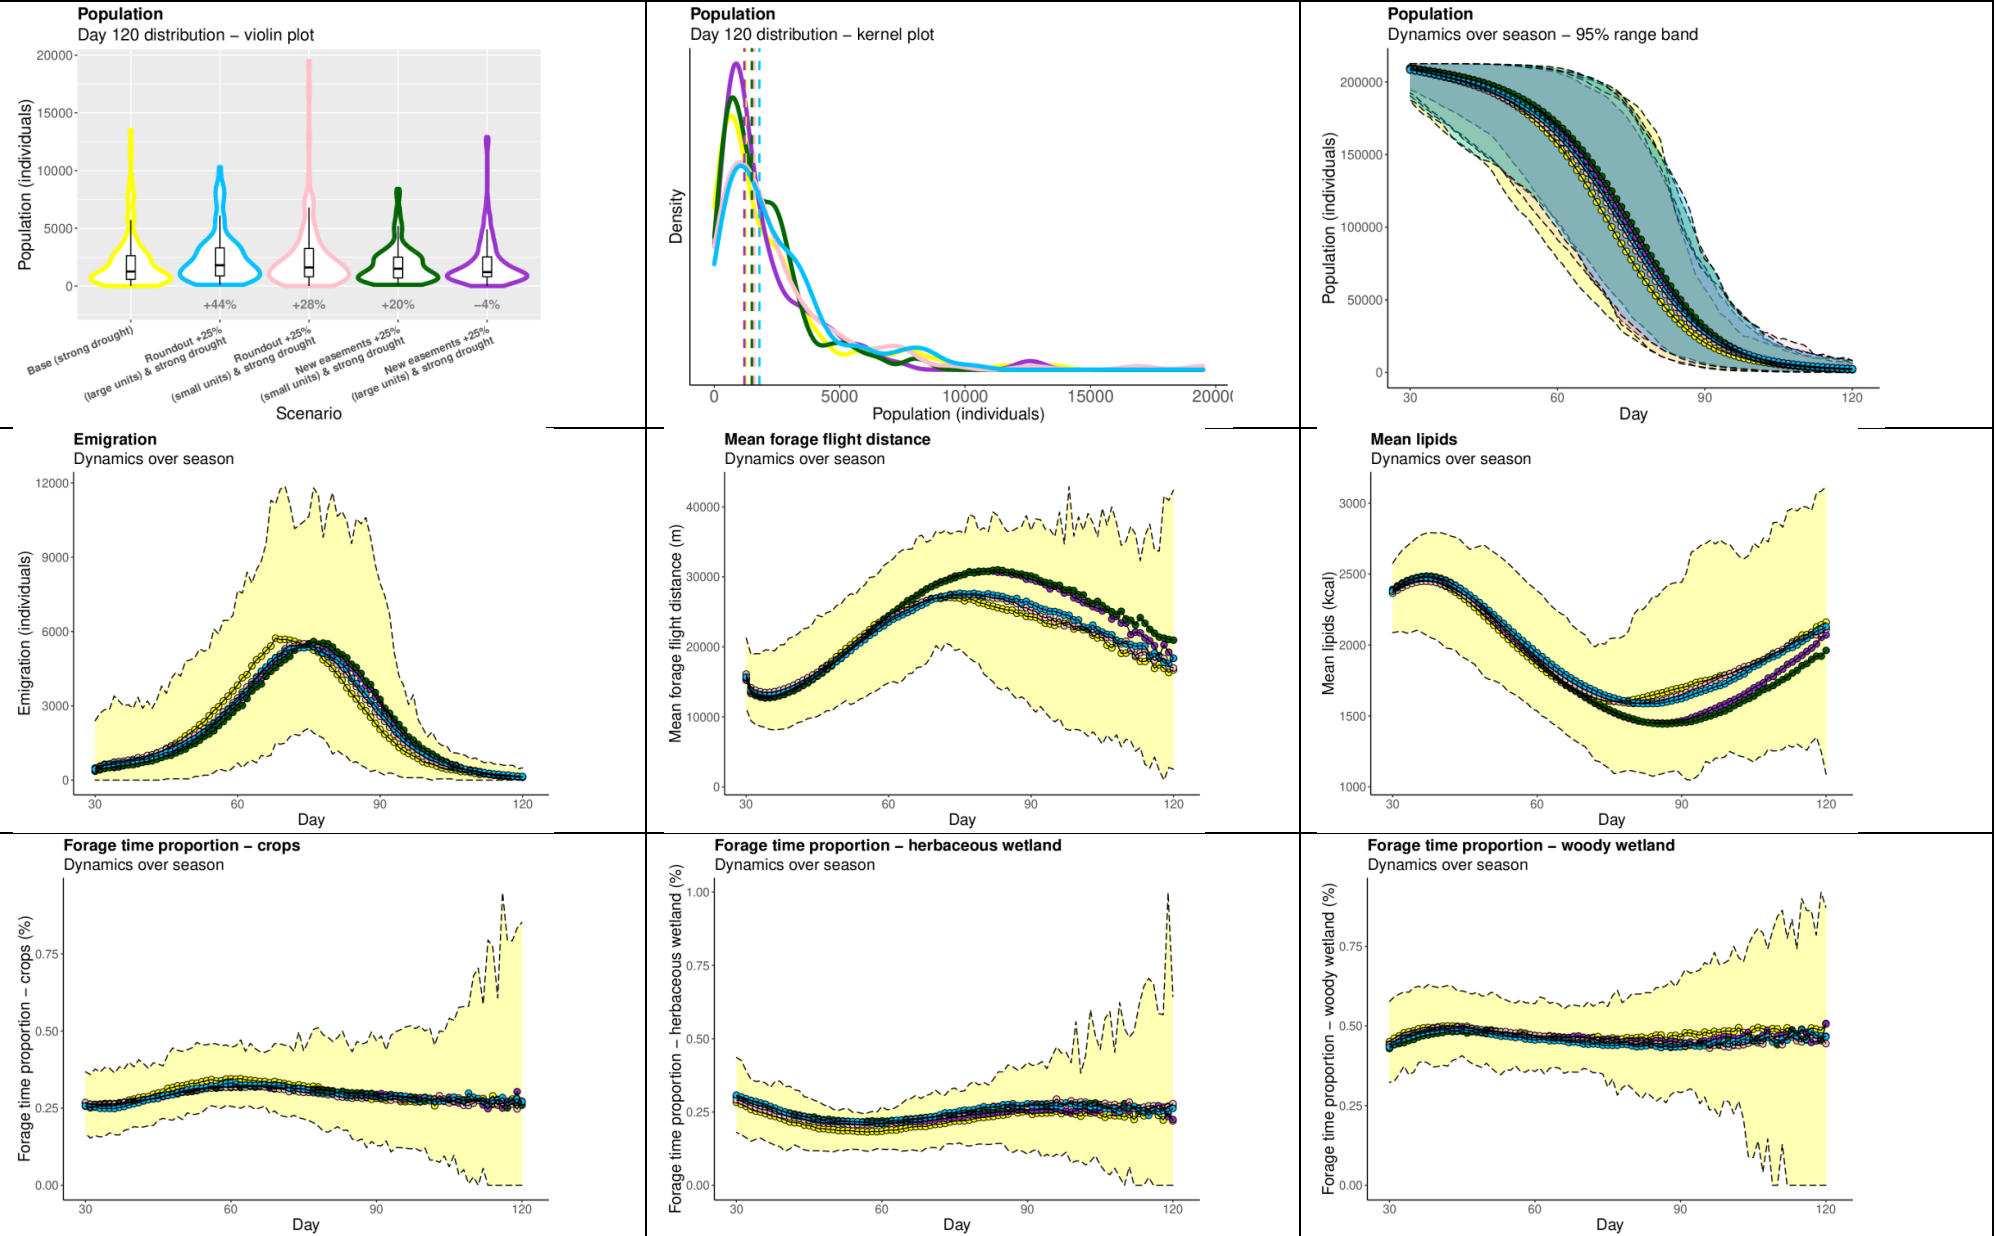 Population
Day 120 distribution – violin plot
Population (individuals)
20000
15000
10000
5000
0
+44%
+28%
+20%
−4%
Base (strong drought)
Roundout +25%
(large units) & strong drought
Roundout +25%
(small units) & strong drought
New easements +25%
(small units) & strong drought
New easements +25%
(large units) & strong drought
Scenario
Population
Day 120 distribution – kernel plot
Density
0
5000
10000
15000
2000
Population (individuals)
Population
Dynamics over season – 95% range band
Population (individuals)
200000
150000
100000
50000
0
30
60
90
120
Day
Emigration
Dynamics over season
Emigration (individuals)
12000
9000
6000
3000
0
30
60
90
120
Day
Mean forage flight distance
Dynamics over season
Mean forage flight distance (m)
40000
30000
20000
10000
0
30
60
90
120
Day
Mean lipids
Dynamics over season
Mean lipids (kcal)
3000
2500
2000
1500
1000
30
60
90
120
Day
Forage time proportion – crops
Dynamics over season
Forage time proportion – crops (%)
0.75
0.50
0.25
0.00
30
60
90
120
Day
Forage time proportion – herbaceous wetland
Dynamics over season
Forage time proportion – herbaceous wetland (%)
1.00
0.75
0.50
0.25
0.00
30
60
90
120
Day
Forage time proportion – woody wetland
Dynamics over season
Forage time proportion – woody wetland (%)
0.75
0.50
0.25
0.00
30
60
90
120
Day